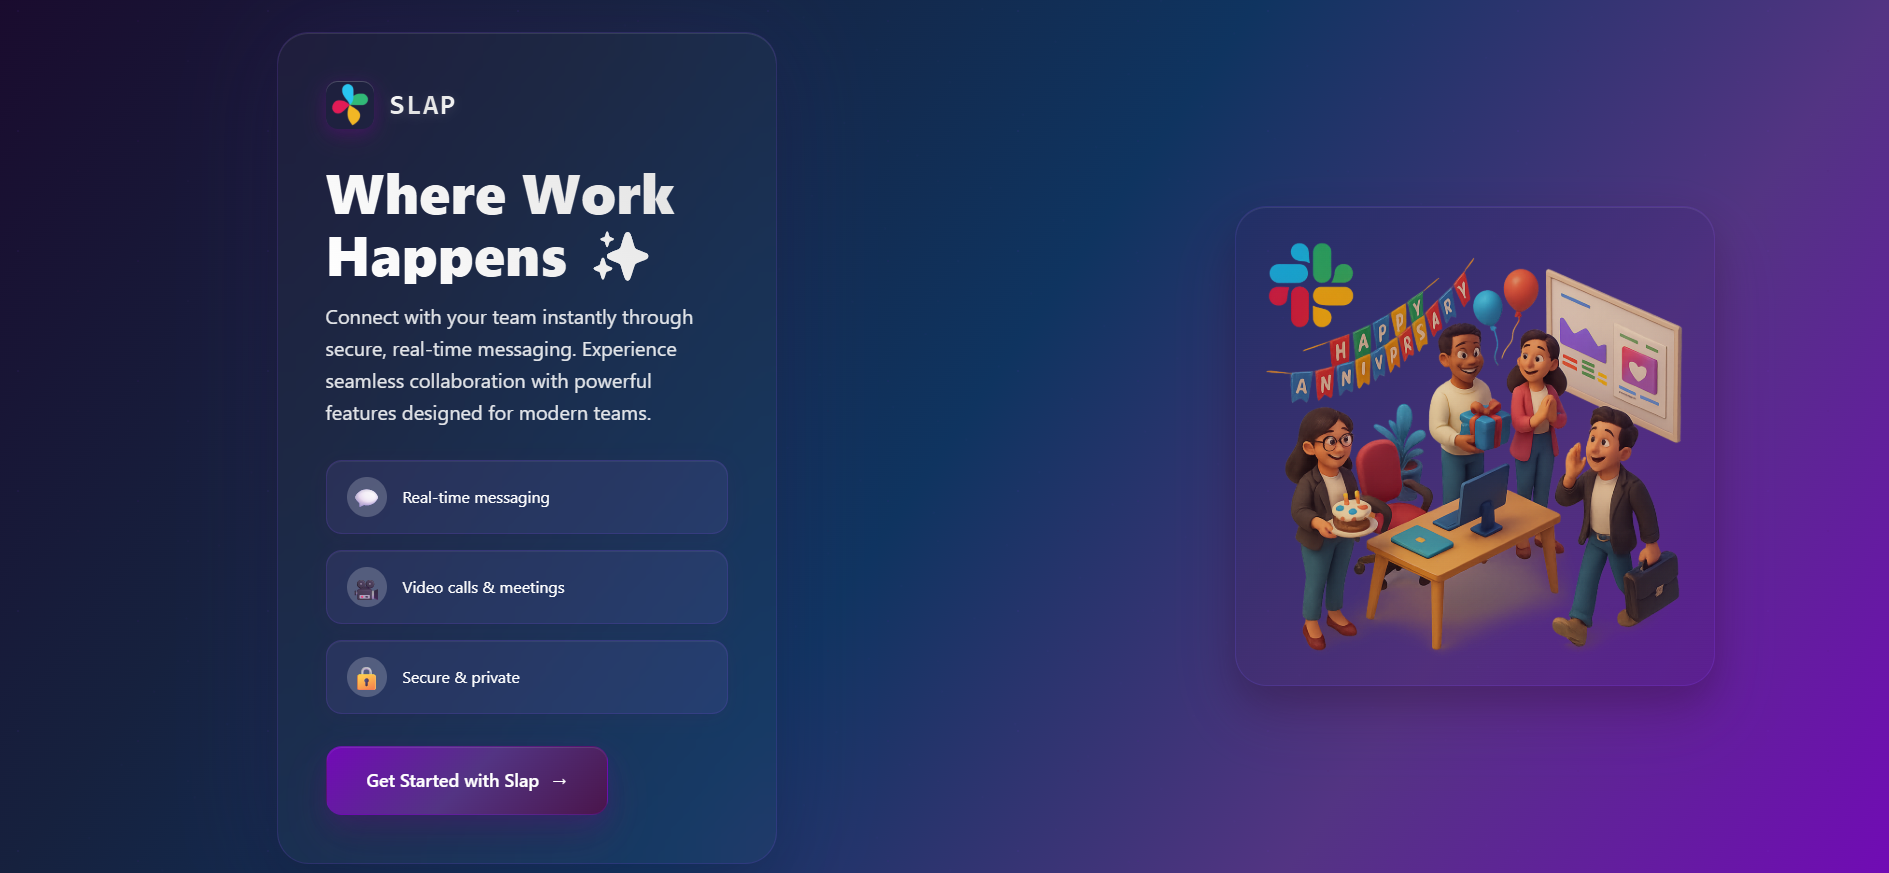 SLAP
Where Work
Happens ✨
Connect with your team instantly through
secure, real-time messaging. Experience
seamless collaboration with powerful
features designed for modern teams.
Real-time messaging
Video calls & meetings
Secure & private
Get Started with Slap →
HAPPY
ANNIVPRSARY